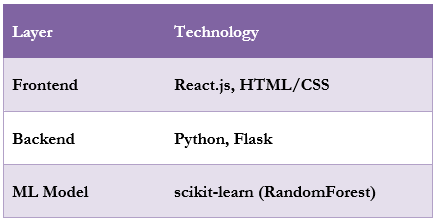 Layer Technology
Frontend React.js, HTML/CSS
Backend Python, Flask
ML Model scikit-learn (RandomForest)